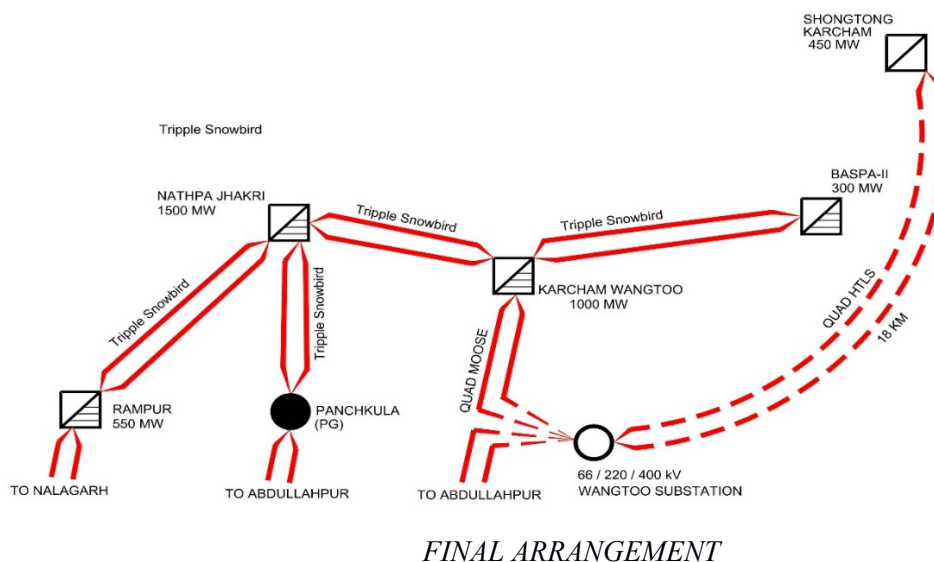 SHONGTONG
KARCHAM
450 MW
Tripple Snowbird
NATHPA JHAKRI
1500 MW
BASPA-II
300 MW
Tripple Snowbird
Tripple Snowbird
KARCHAM WANGTOO
1000 MW
Tripple Snowbird
Tripple Snowbird
QUAD MOOSE
QUAD HTLS
18 KM
RAMPUR
550 MW
PANCHKULA
(PG)
66 / 220 / 400 kV
WANGTOO SUBSTATION
TO NALAGARH
TO ABDULLAHPUR
TO ABDULLAHPUR
FINAL ARRANGEMENT